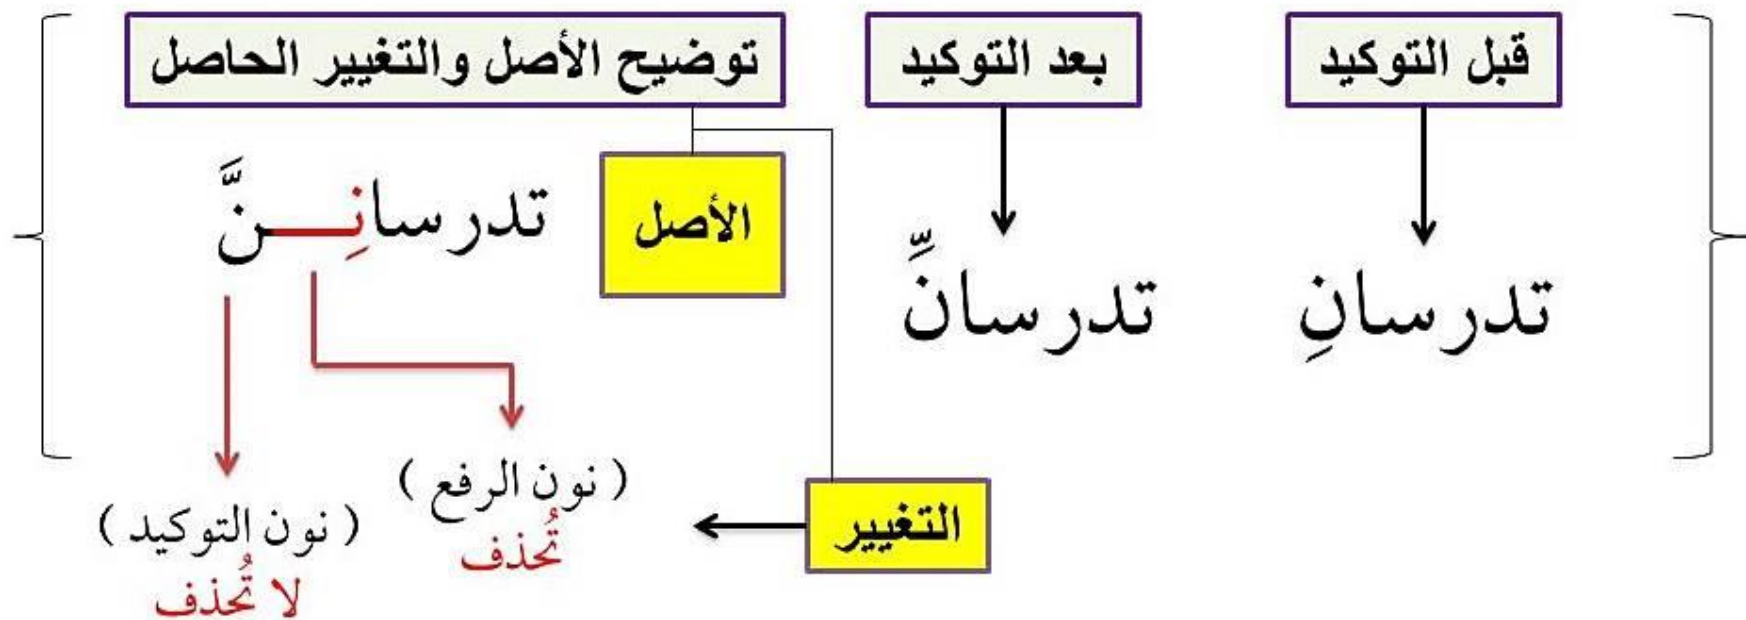 قبل التوكيد
بعد التوكيد
توضيح الأصل والتغيير الحاصل
تدرسانِ
تدرسانِّ
الأصل
تدرسانِـنَّ
التغيير
( نون الرفع )
تُحذف
( نون التوكيد )
لا تُحذف